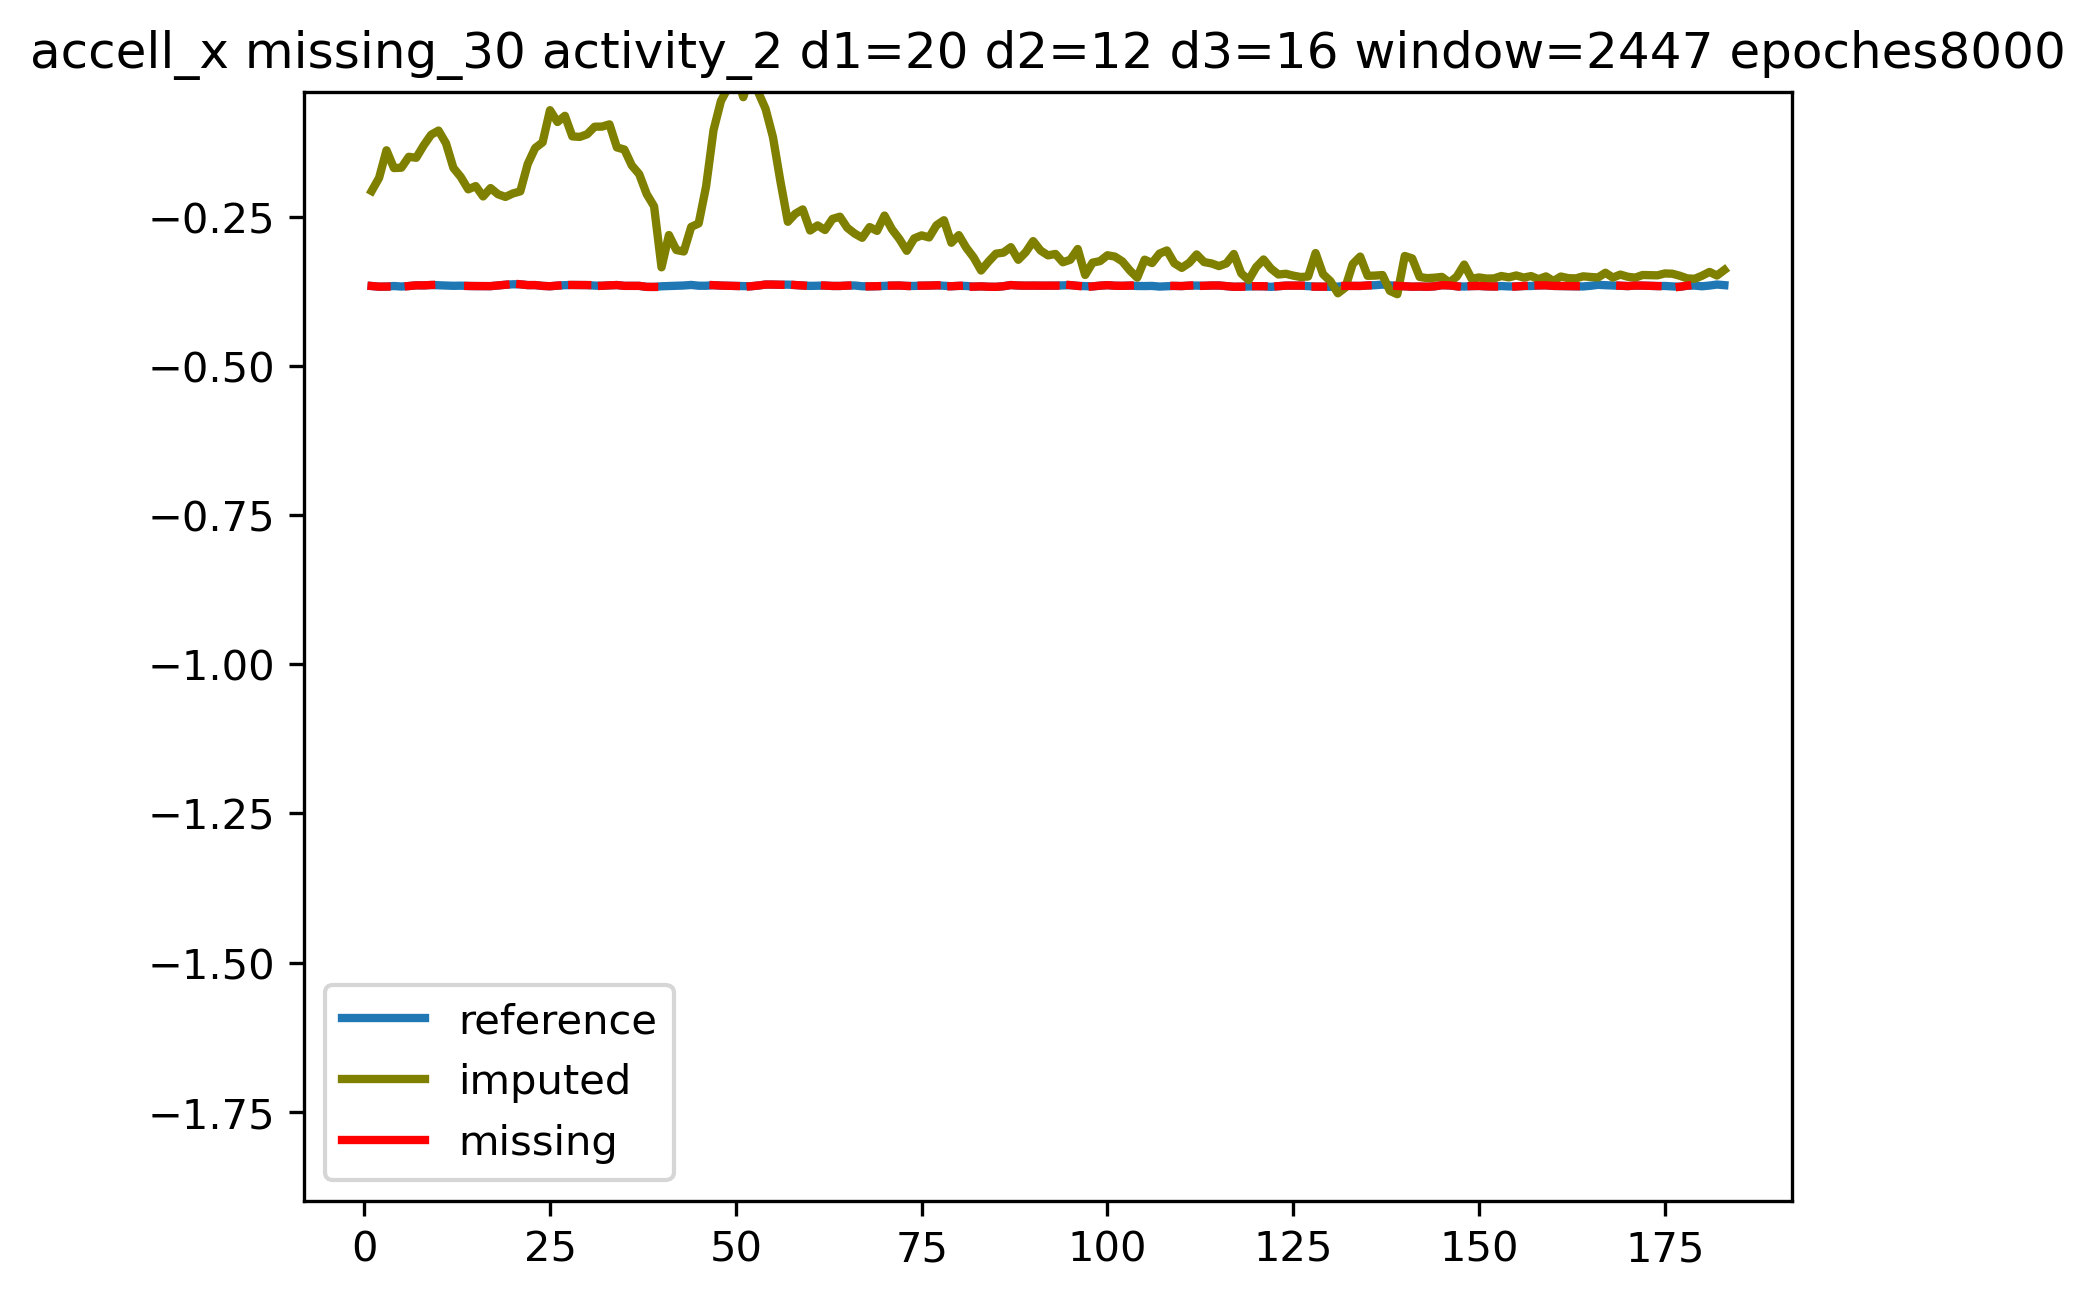 accell_x missing_30 activity_2 d1=20 d2=12 d3=16 window=2447 epoches8000
−0.25
−0.50
−0.75
−1.00
−1.25
−1.50
−1.75
reference
imputed
missing
0 25 50 75 100 125 150 175